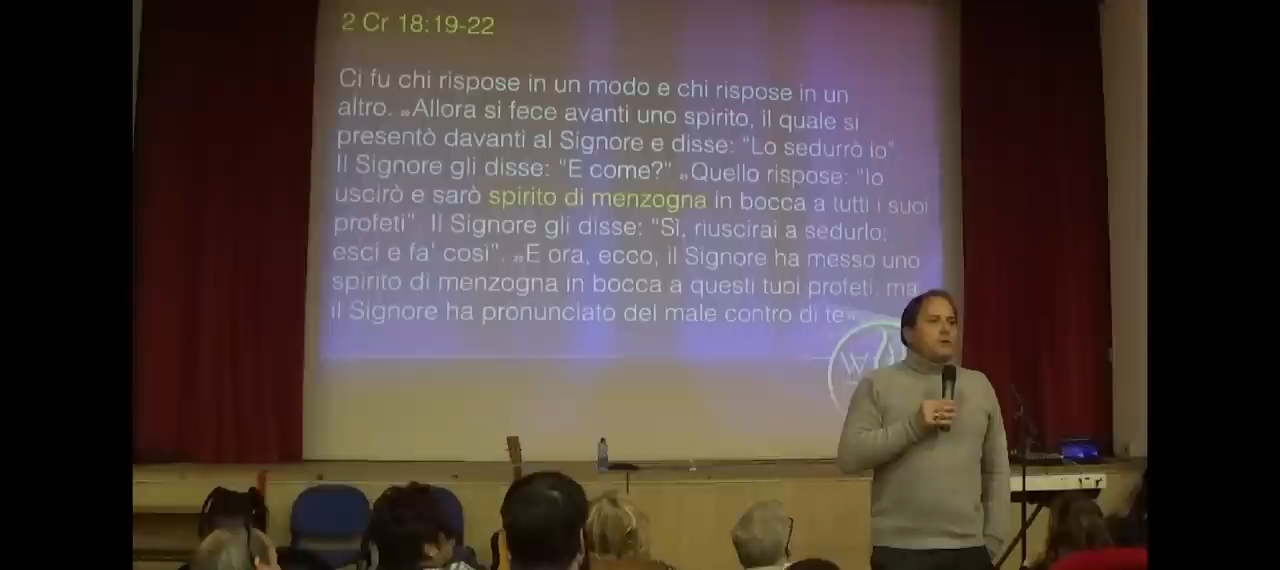 2 Cr 18:19-22
Ci fu chi rispose in un modo e chi rispose in un
altro. Allora si fece avanti uno spirito, il quale si
presentò davanti al Signore e disse: "Lo sedurrò io".
Il Signore gli disse: "E come?" Quello rispose: "Io
uscirò e sarò spirito di menzogna in bocca a tutti i suoi
profeti". Il Signore gli disse: "Sì, riuscirai a sedurlo;
esci e fa' così". E ora, ecco, il Signore ha messo uno
spirito di menzogna in bocca a questi tuoi profeti, ma
il Signore ha pronunciato del male contro di te»